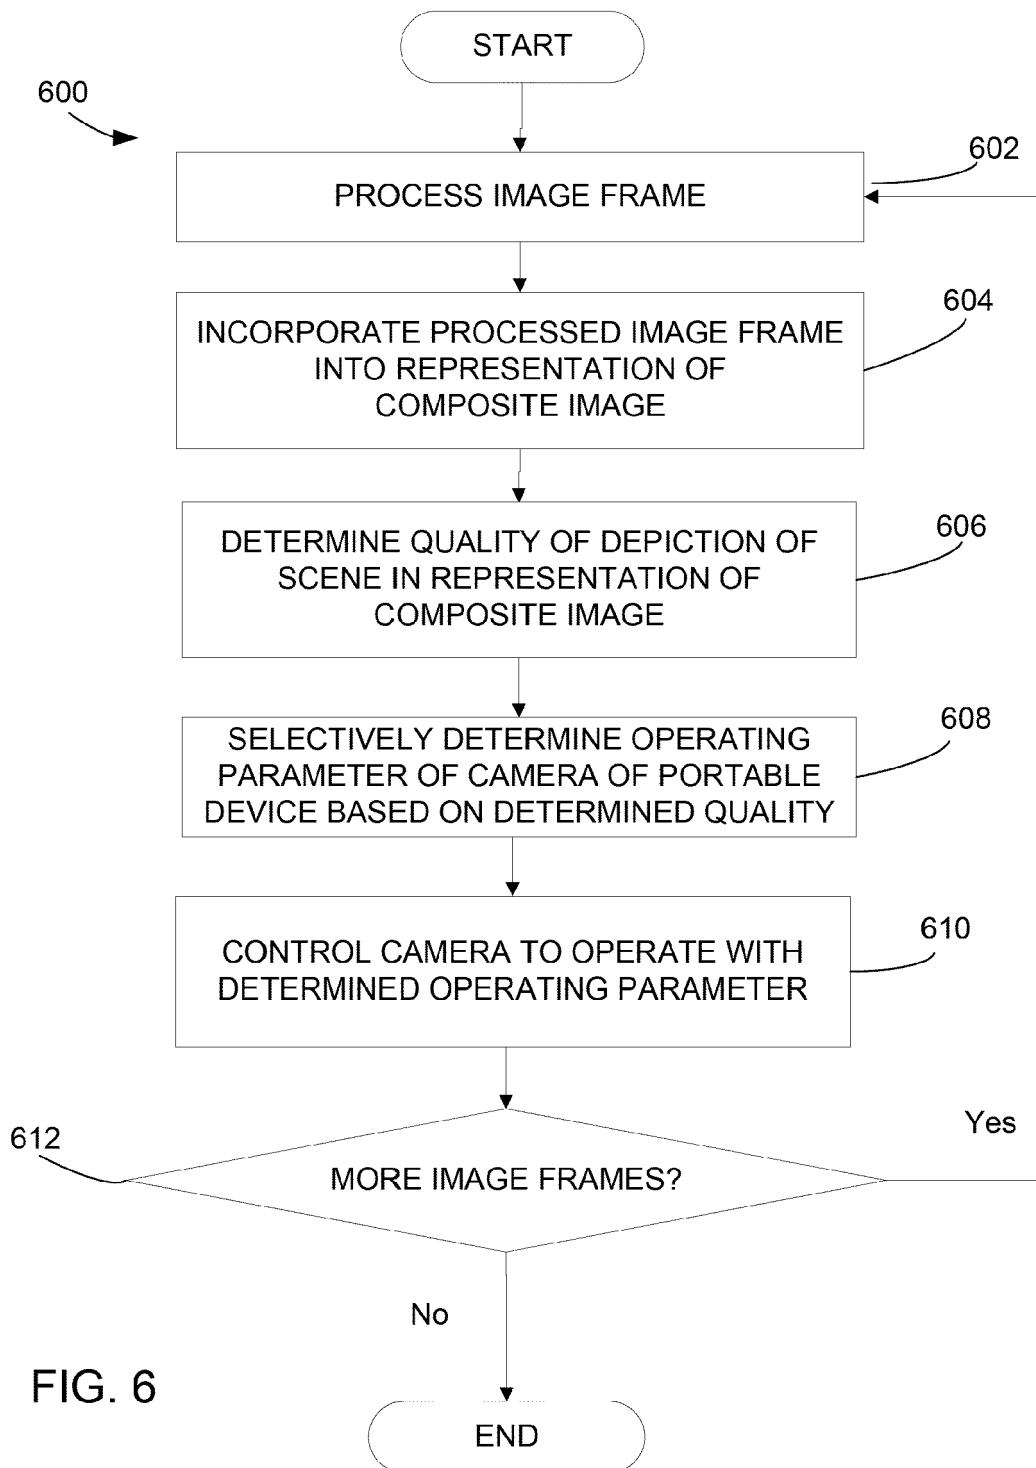 START
600
602
PROCESS IMAGE FRAME
604
INCORPORATE PROCESSED IMAGE FRAME
INTO REPRESENTATION OF
COMPOSITE IMAGE
606
DETERMINE QUALITY OF DEPICTION OF
SCENE IN REPRESENTATION OF
COMPOSITE IMAGE
608
SELECTIVELY DETERMINE OPERATING
PARAMETER OF CAMERA OF PORTABLE
DEVICE BASED ON DETERMINED QUALITY
610
CONTROL CAMERA TO OPERATE WITH
DETERMINED OPERATING PARAMETER
612
Yes
MORE IMAGE FRAMES?
No
FIG. 6
END